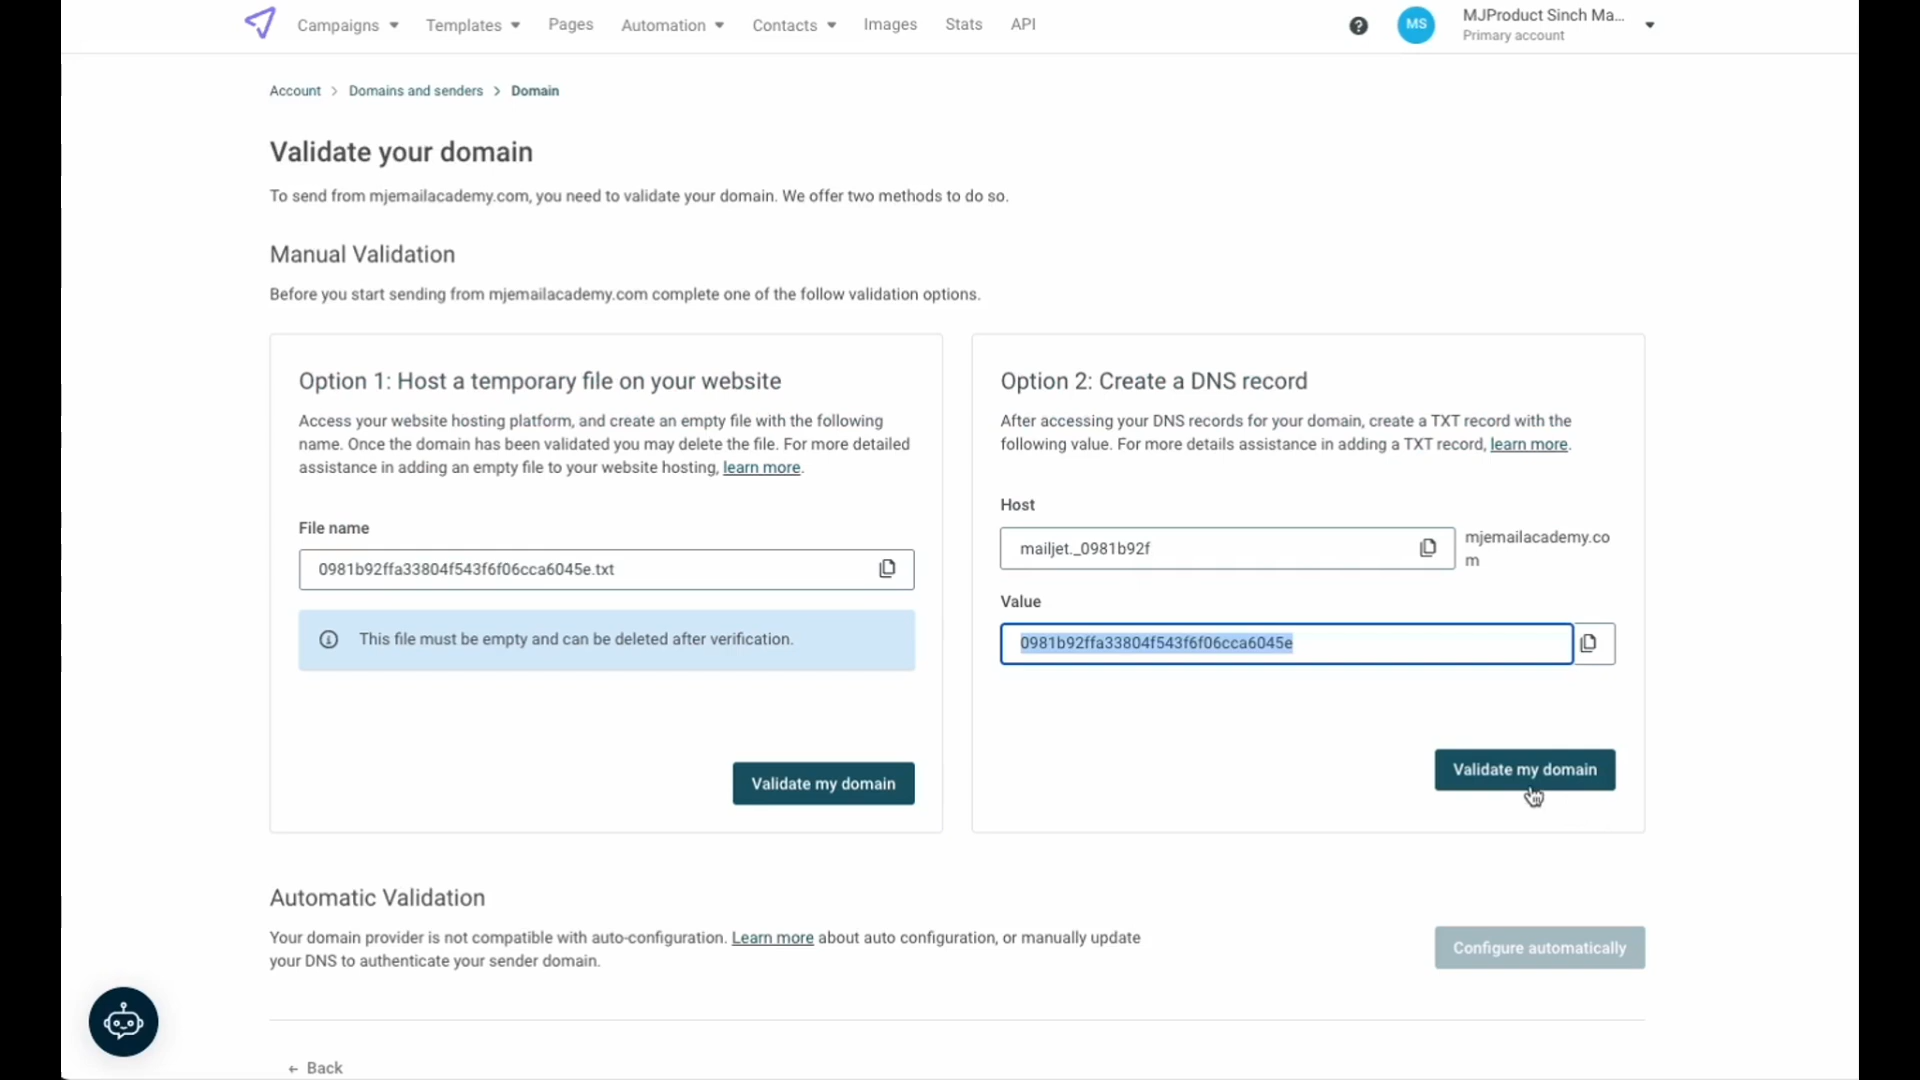 Campaigns
Templates
Pages
Automation
Contacts
Images
Stats
API
?
MS
MJProduct Sinch Ma...
Primary account
Account > Domains and senders > Domain
Validate your domain
To send from mjemailacademy.com, you need to validate your domain. We offer two methods to do so.
Manual Validation
Before you start sending from mjemailacademy.com complete one of the follow validation options.
Option 1: Host a temporary file on your website
Access your website hosting platform, and create an empty file with the following
name. Once the domain has been validated you may delete the file. For more detailed
assistance in adding an empty file to your website hosting, learn more.
File name
0981b92ffa33804f543f6f06cca6045e.txt
This file must be empty and can be deleted after verification.
Validate my domain
Option 2: Create a DNS record
After accessing your DNS records for your domain, create a TXT record with the
following value. For more details assistance in adding a TXT record, learn more.
Host
mailjet._0981b92f
mjemailacademy.co
m
Value
0981b92ffa33804f543f6f06cca6045e
Validate my domain
Automatic Validation
Your domain provider is not compatible with auto-configuration. Learn more about auto configuration, or manually update
your DNS to authenticate your sender domain.
Configure automatically
← Back